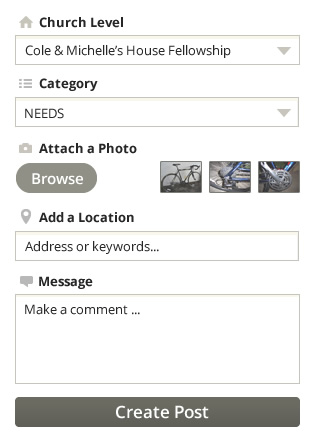 Church Level
Cole & Michelle’s House Fellowship
Category
NEEDS
Attach a Photo
Browse
Add a Location
Address or keywords...
Message
Make a comment ...
Create Post